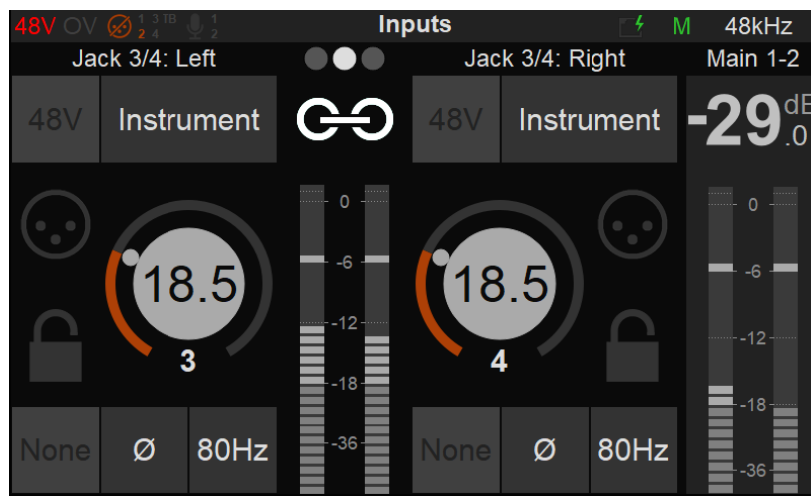 48V OV 1 2 3 4 TB 1 2 Inputs M 48kHz
Jack 3/4: Left Jack 3/4: Right Main 1-2
48V Instrument 48V Instrument -29.0 dB
0 0
-6 -6
18.5 18.5
-12 -12
3 4
-18 -18
None Ø 80Hz -36 None Ø 80Hz -36